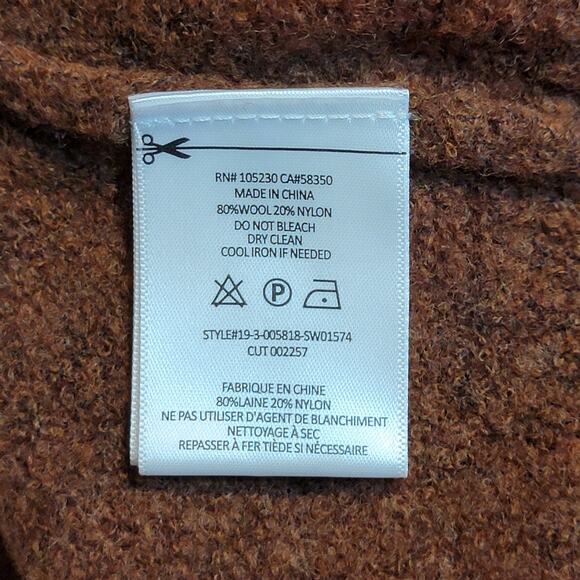 RN# 105230 CA#58350
MADE IN CHINA
80%WOOL 20% NYLON
DO NOT BLEACH
DRY CLEAN
COOL IRON IF NEEDED
P
STYLE#19-3-005818-SW01574
CUT 002257
FABRIQUE EN CHINE
80%LAINE 20% NYLON
NE PAS UTILISER D'AGENT DE BLANCHIMENT
NETTOYAGE À SEC
REPASSER À FER TIÈDE SI NÉCESSAIRE